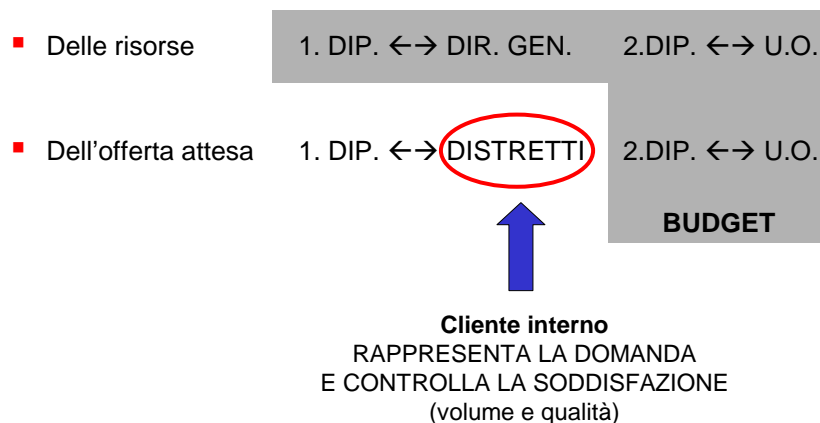 Delle risorse 1. DIP. ←→ DIR. GEN. 2.DIP. ←→ U.O.
Dell'offerta attesa 1. DIP. ←→ DISTRETTI 2.DIP. ←→ U.O.
BUDGET
Cliente interno
RAPPRESENTA LA DOMANDA
E CONTROLLA LA SODDISFAZIONE
(volume e qualità)